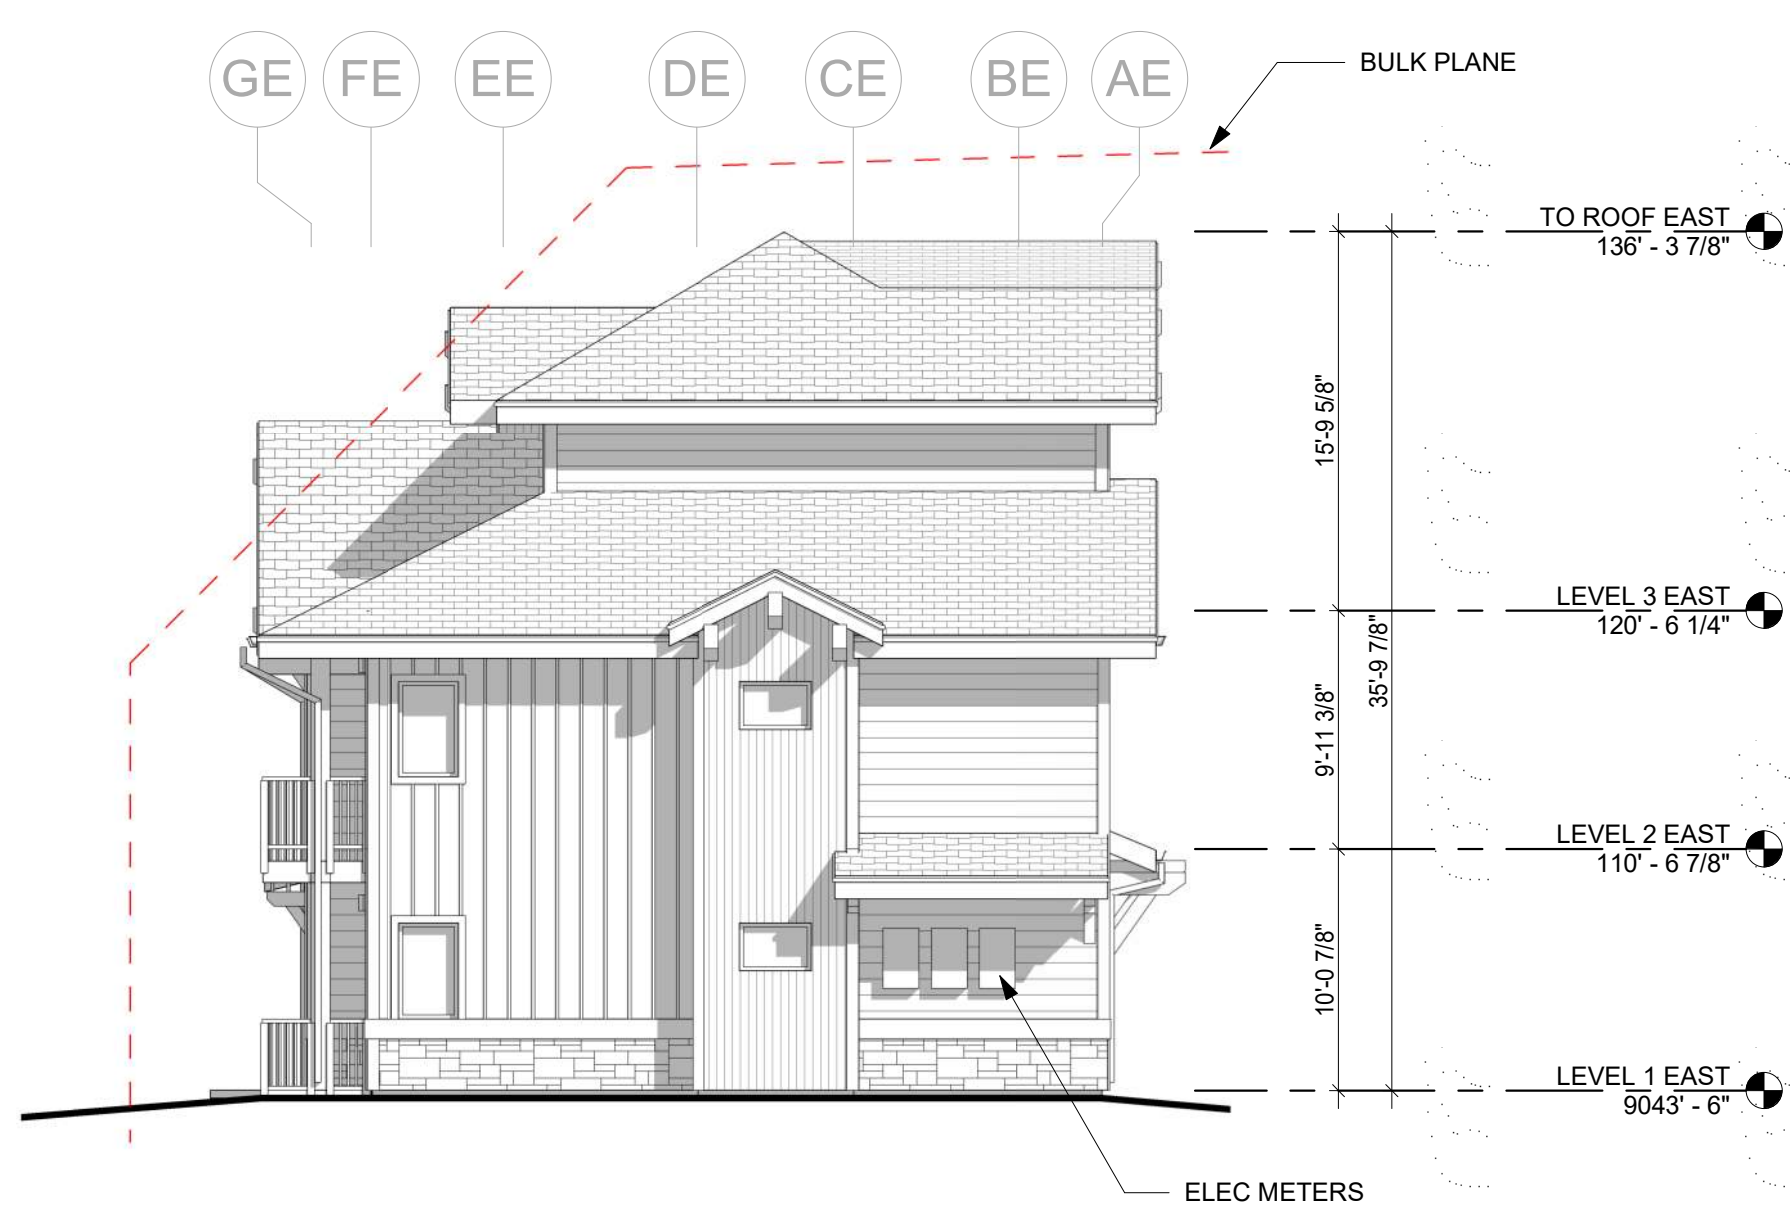 GE FE EE DE CE BE AE
BULK PLANE
TO ROOF EAST
136' - 3 7/8"
15'-9 5/8"
LEVEL 3 EAST
120' - 6 1/4"
35'-9 7/8"
9'-11 3/8"
LEVEL 2 EAST
110' - 6 7/8"
10'-0 7/8"
LEVEL 1 EAST
9043' - 6"
ELEC METERS